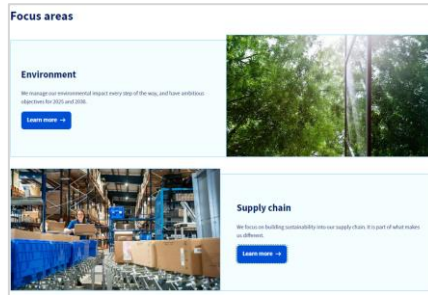 Focus areas
Environment
We manage our environmental impact every step of the way, and have ambitious
objectives for 2025 and 2030.
Learn more →
Supply chain
We focus on building sustainability into our supply chain. It is part of what makes
us different.
Learn more →